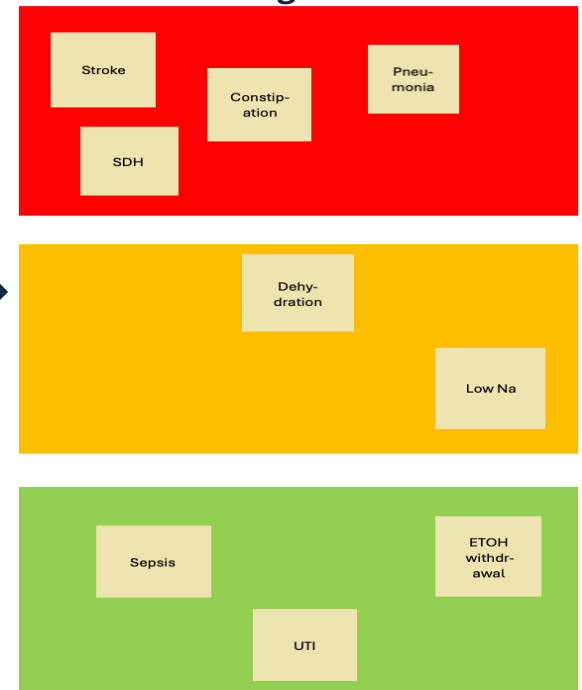 g
Stroke
Constip-
ation
Pneu-
monia
SDH
Dehy-
dration
Low Na
Sepsis
ETOH
withdr-
awal
UTI